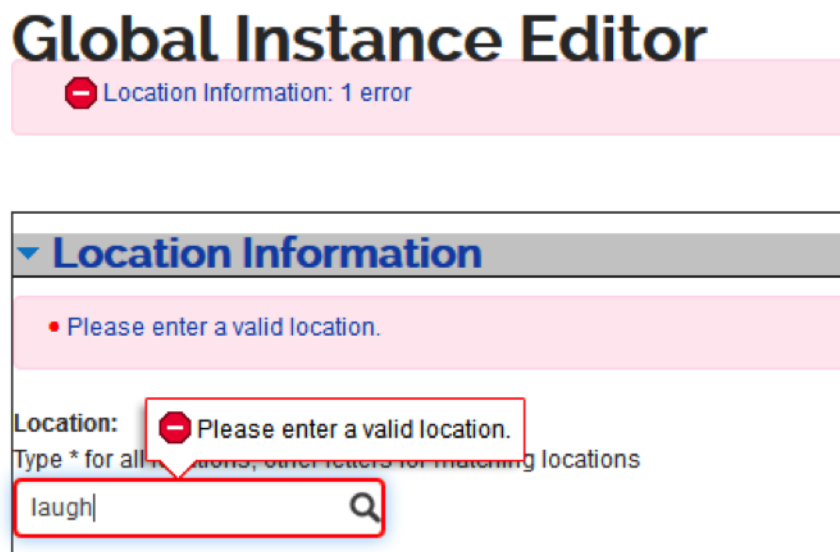 Global Instance Editor
Location Information: 1 error
Location Information
Please enter a valid location.
Location:
Please enter a valid location.
Type * for all locations, other letters for matching locations
laugh